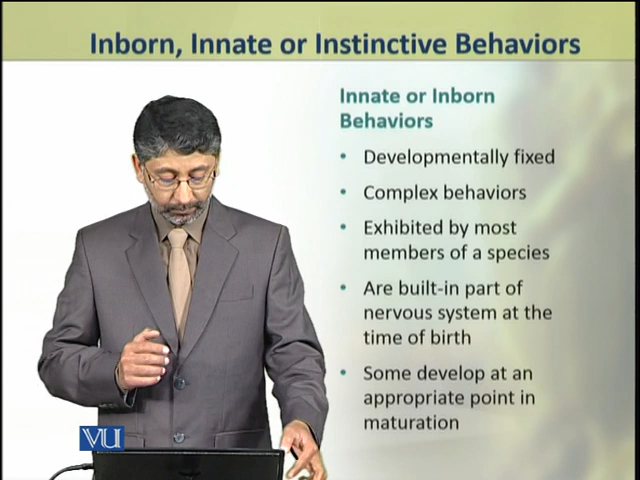 Inborn, Innate or Instinctive Behaviors
Innate or Inborn
Behaviors
• Developmentally fixed
• Complex behaviors
• Exhibited by most
members of a species
• Are built-in part of
nervous system at the
time of birth
• Some develop at an
appropriate point in
maturation
VU